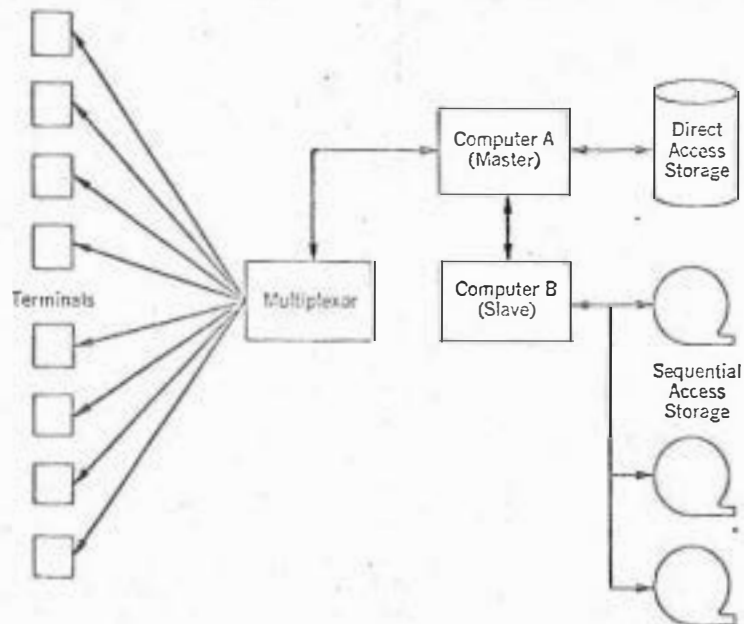 Computer A
(Master)
Direct
Access
Storage
Terminals
Multiplexor
Computer B
(Slave)
Sequential
Access
Storage